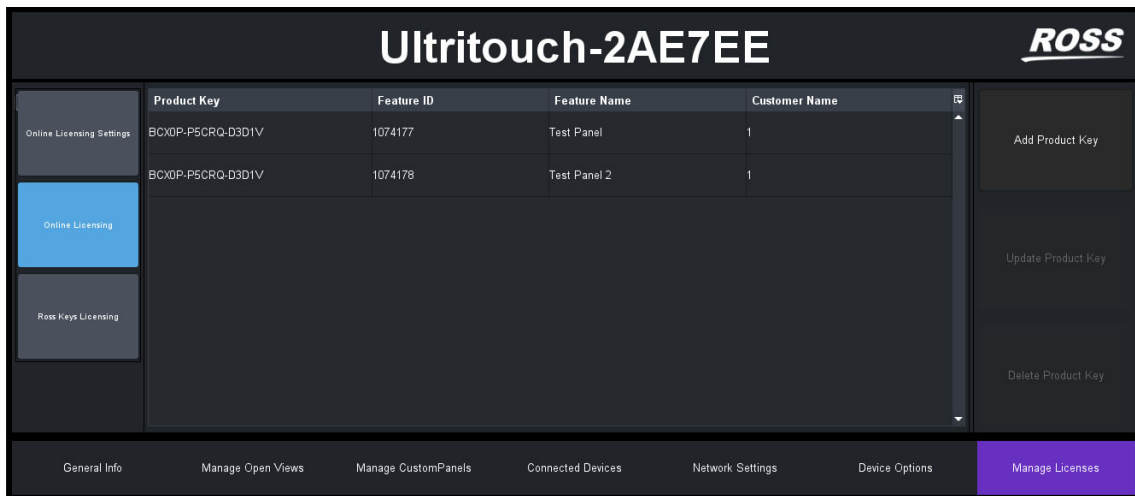 Ultritouch-2AE7EE
ROSS
Online Licensing Settings
Online Licensing
Ross Keys Licensing
Product Key Feature ID Feature Name Customer Name
BCX0P-P5CRQ-D3D1V 1074177 Test Panel 1
BCX0P-P5CRQ-D3D1V 1074178 Test Panel 2 1
Add Product Key
Update Product Key
Delete Product Key
General Info Manage Open Views Manage CustomPanels Connected Devices Network Settings Device Options Manage Licenses